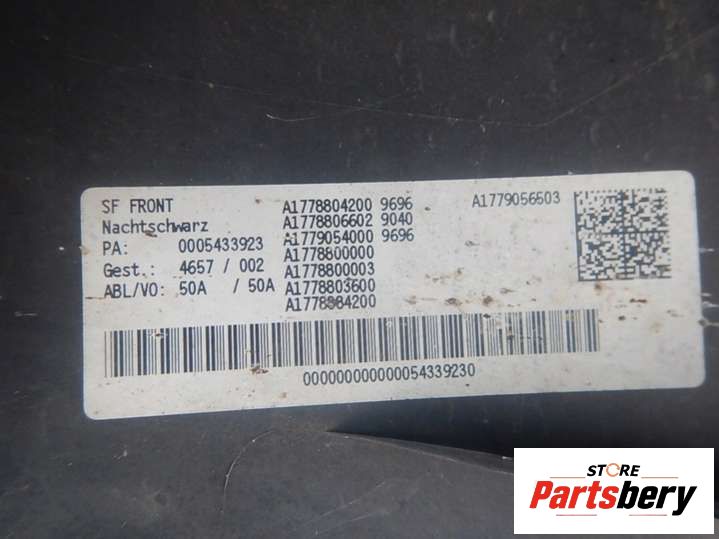 SF FRONT
Nachtschwarz
PA: 0005433923
Gest.: 4657 / 002
ABL/VO: 50A / 50A
A1778804200 9696
A1778806602 9040
A1779054000 9696
A1778800000
A1778800003
A1778803600
A1778884200
A1779056503
000000000000054339230
STORE
Partsbery